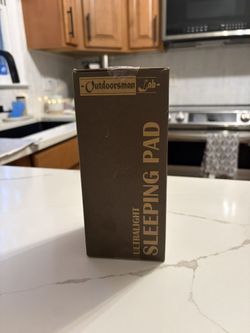 -Outdoorsman Lab-
ULTRALIGHT
SLEEPING PAD